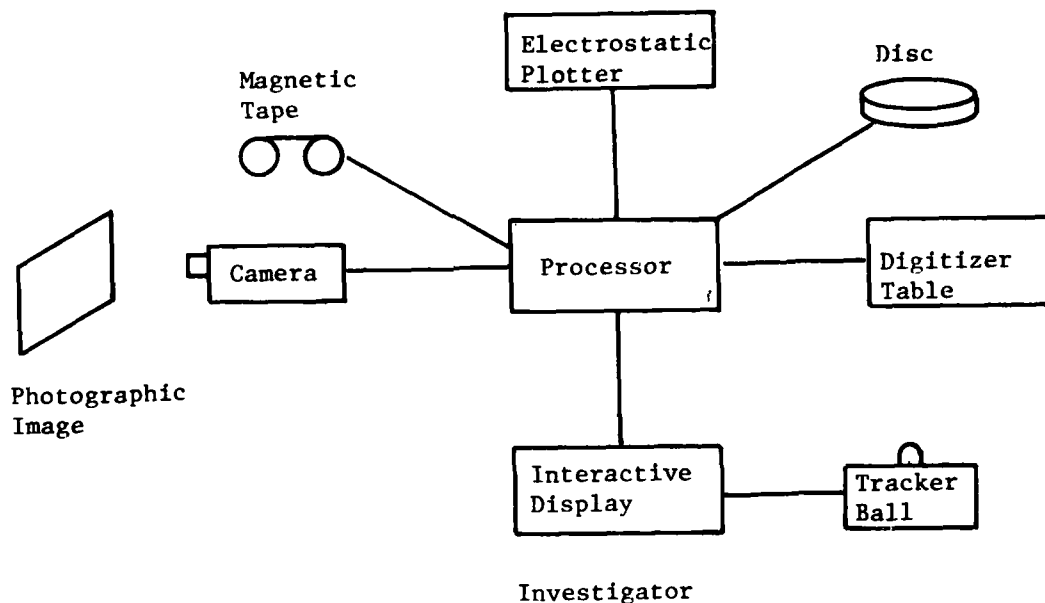 Electrostatic
Plotter
Disc
Magnetic
Tape
Camera
Processor
Digitizer
Table
Photographic
Image
Interactive
Display
Tracker
Ball
Investigator